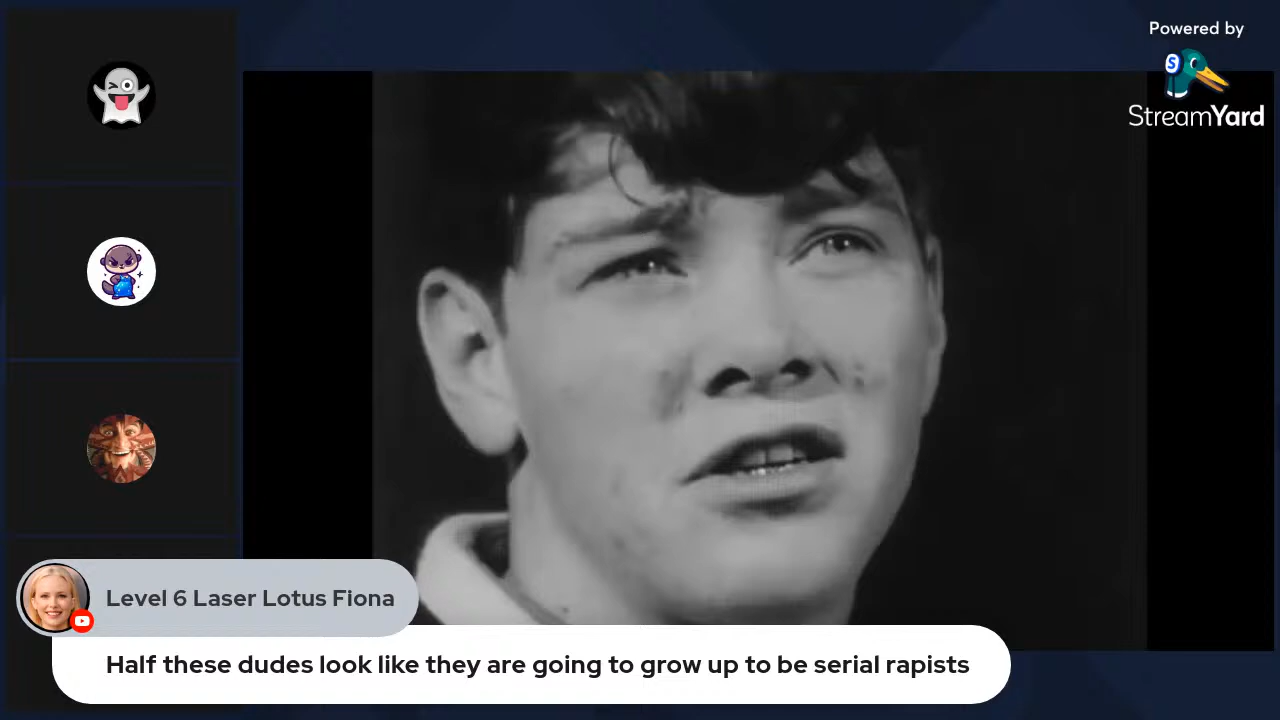 Powered by
StreamYard
Level 6 Laser Lotus Fiona
Half these dudes look like they are going to grow up to be serial rapists